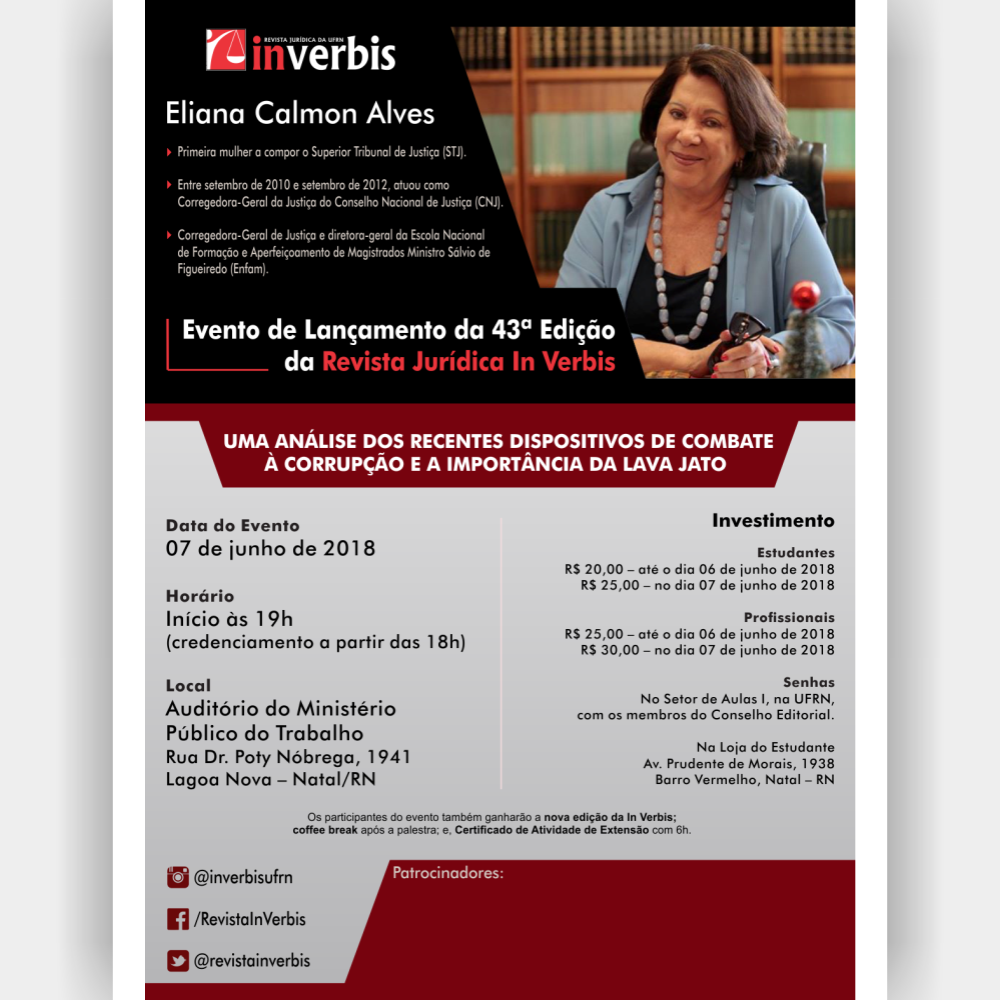 REVISTA JURÍDICA DA UFRN
inverbis
Eliana Calmon Alves
Primeira mulher a compor o Superior Tribunal de Justiça (STJ).
Entre setembro de 2010 e setembro de 2012, atuou como
Corregedora-Geral da Justiça do Conselho Nacional de Justiça (CNJ).
Corregedora-Geral de Justiça e diretora-geral da Escola Nacional
de Formação e Aperfeiçoamento de Magistrados Ministro Sálvio de
Figueiredo (Enfam).
Evento de Lançamento da 43ª Edição
da Revista Jurídica In Verbis
UMA ANÁLISE DOS RECENTES DISPOSITIVOS DE COMBATE
À CORRUPÇÃO E A IMPORTÂNCIA DA LAVA JATO
Data do Evento
07 de junho de 2018
Horário
Início às 19h
(credenciamento a partir das 18h)
Local
Auditório do Ministério
Público do Trabalho
Rua Dr. Poty Nóbrega, 1941
Lagoa Nova – Natal/RN
Investimento
Estudantes
R$ 20,00 – até o dia 06 de junho de 2018
R$ 25,00 – no dia 07 de junho de 2018
Profissionais
R$ 25,00 – até o dia 06 de junho de 2018
R$ 30,00 – no dia 07 de junho de 2018
Senhas
No Setor de Aulas I, na UFRN,
com os membros do Conselho Editorial.
Na Loja do Estudante
Av. Prudente de Morais, 1938
Barro Vermelho, Natal – RN
Os participantes do evento também ganharão a nova edição da In Verbis;
coffee break após a palestra; e, Certificado de Atividade de Extensão com 6h.
@inverbisufrn
/RevistaInVerbis
@revistainverbis
Patrocinadores: